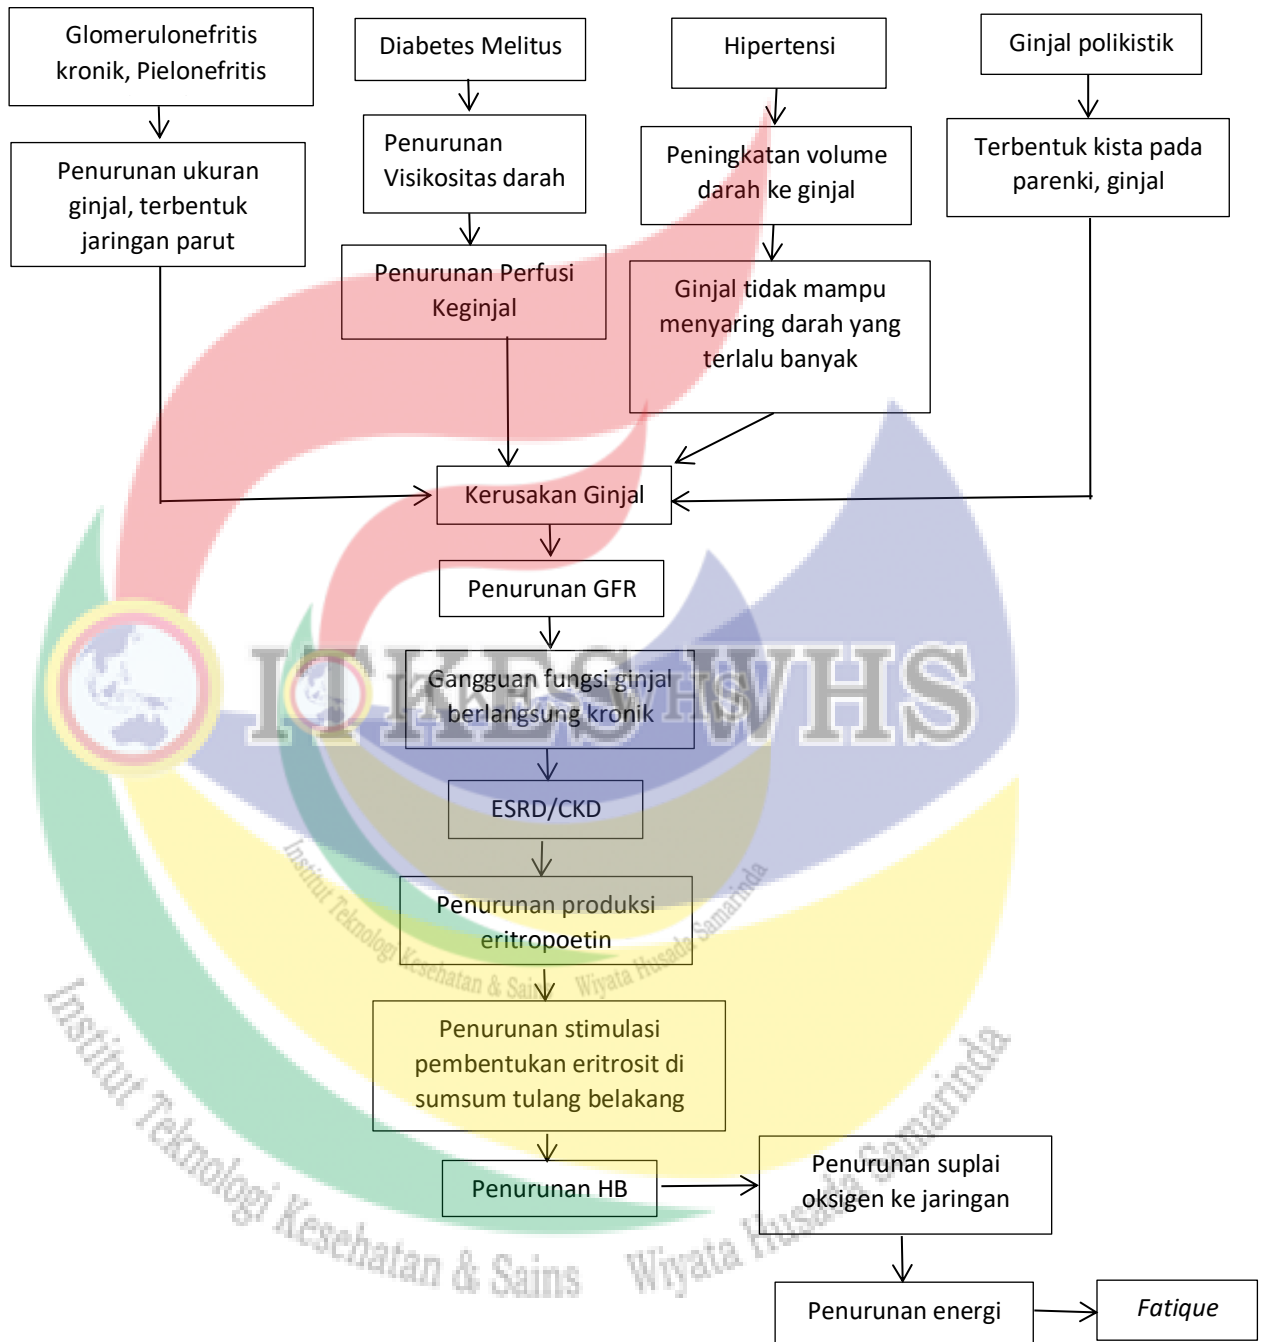 Glomerulonefritis
kronik, Pielonefritis
Diabetes Melitus
Hipertensi
Ginjal polikistik
Penurunan ukuran
ginjal, terbentuk
jaringan parut
Penurunan
Visikositas darah
Peningkatan volume
darah ke ginjal
Terbentuk kista pada
parenki, ginjal
Penurunan Perfusi
Keginjal
Ginjal tidak mampu
menyaring darah yang
terlalu banyak
Kerusakan Ginjal
Penurunan GFR
Gangguan fungsi ginjal
berlangsung kronik
ITKES WHS
ITKES WHS
ESRD/CKD
Penurunan produksi
eritropoetin
Institut Teknologi Kesehatan & Sains Wiyata Husada Samarinda
Penurunan stimulasi
pembentukan eritrosit di
sumsum tulang belakang
Penurunan HB
Penurunan suplai
oksigen ke jaringan
Institut Teknologi Kesehatan & Sains Wiyata Husada Samarinda
Penurunan energi
Fatique